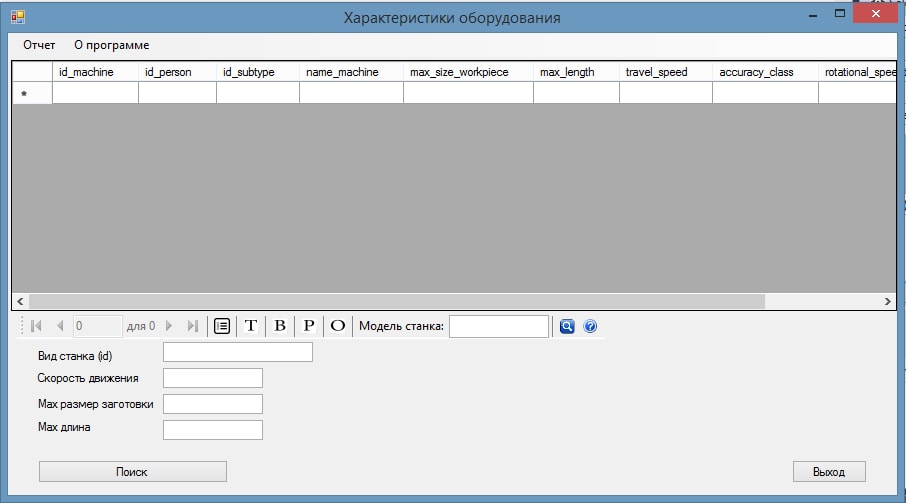 Характеристики оборудования
Отчет О программе
id_machine id_person id_subtype name_machine max_size_workpiece max_length travel_speed accuracy_class rotational_speed
*
0 для 0 T B P O Модель станка: ?
Вид станка (id)
Скорость движения
Мах размер заготовки
Мах длина
Поиск Выход